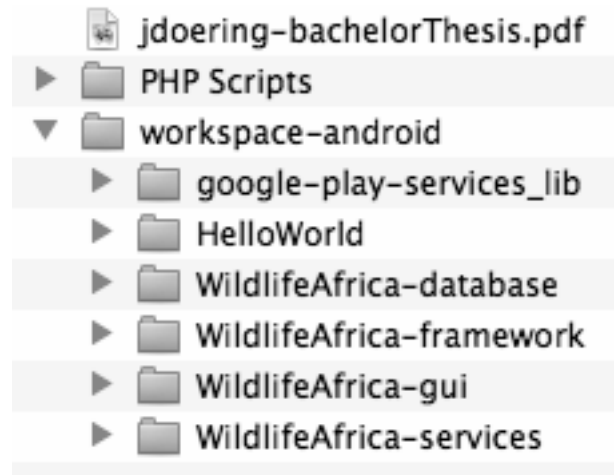 jdoering-bachelorThesis.pdf
PHP Scripts
workspace-android
google-play-services_lib
HelloWorld
WildlifeAfrica-database
WildlifeAfrica-framework
WildlifeAfrica-gui
WildlifeAfrica-services